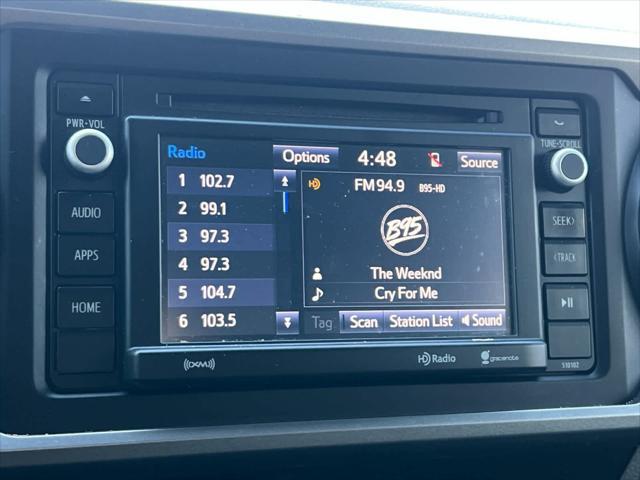 PWR•VOL
AUDIO
APPS
HOME
Radio
Options
4:48
Source
1 102.7
2 99.1
3 97.3
4 97.3
5 104.7
6 103.5
FM 94.9 B95-HD
B95
The Weeknd
Cry For Me
Tag
Scan
Station List
Sound
((XM))
HD Radio
gracenote
TUNE•SCROLL
SEEK>
<TRACK
510102